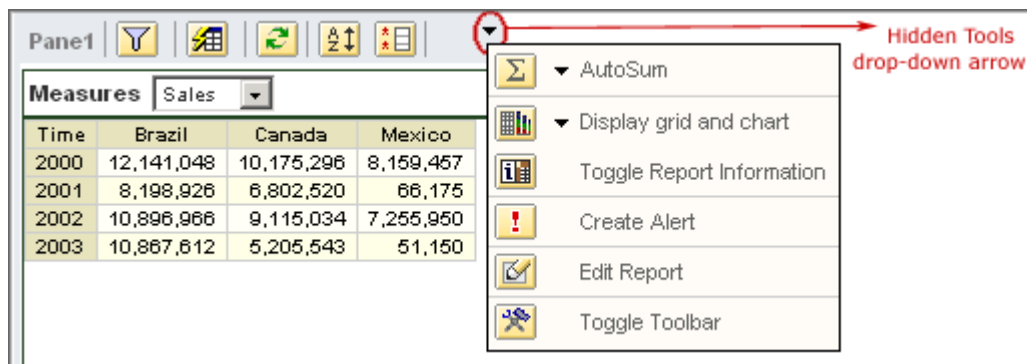 Pane1
Hidden Tools
drop-down arrow
AutoSum
Measures Sales
Display grid and chart
Time Brazil Canada Mexico
2000 12,141,048 10,175,296 8,159,457
Toggle Report Information
2001 8,198,926 6,802,520 66,175
2002 10,896,966 9,115,034 7,255,950
Create Alert
2003 10,867,612 5,205,543 51,150
Edit Report
Toggle Toolbar